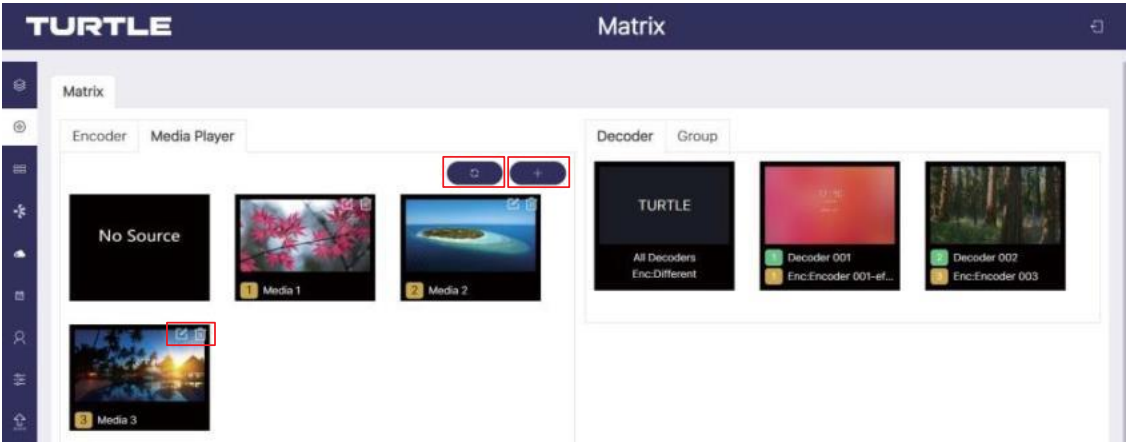 TURTLE
Matrix
Matrix
Encoder
Media Player
Decoder
Group
No Source
1 Media 1
2 Media 2
3 Media 3
TURTLE
All Decoders
Enc:Different
1 Decoder 001
1 Enc:Encoder 001-ef...
2 Decoder 002
3 Enc:Encoder 003